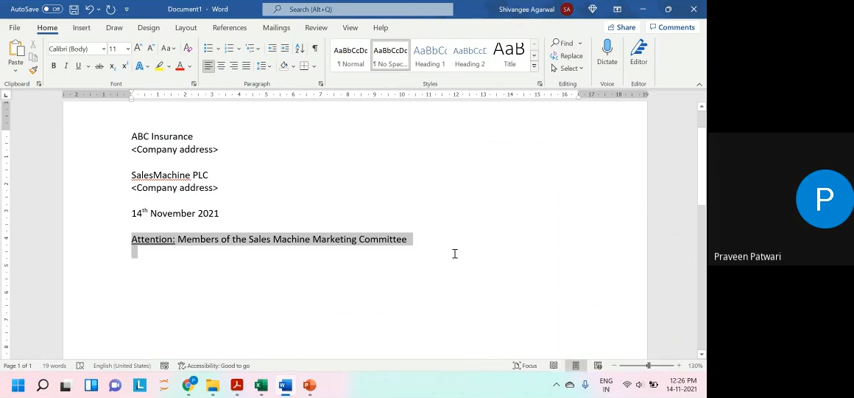 AutoSave Off Document1 - Word Search (Alt+Q) Shivangee Agarwal SA
File Home Insert Draw Design Layout References Mailings Review View Help Share Comments
Paste Calibri (Body) 11 Find Replace Select Dictate Editor
AaBbCcDc AaBbCcDc AaBbCc AaBbCcC AaB
¶ Normal ¶ No Spac... Heading 1 Heading 2 Title
Clipboard Font Paragraph Styles Editing Voice Editor
ABC Insurance
<Company address>
SalesMachine PLC
<Company address>
14th November 2021
Attention: Members of the Sales Machine Marketing Committee
P
Praveen Patwari
Page 1 of 1 19 words English (United States) Accessibility: Good to go Focus 130%
ENG
IN
12:26 PM
14-11-2021